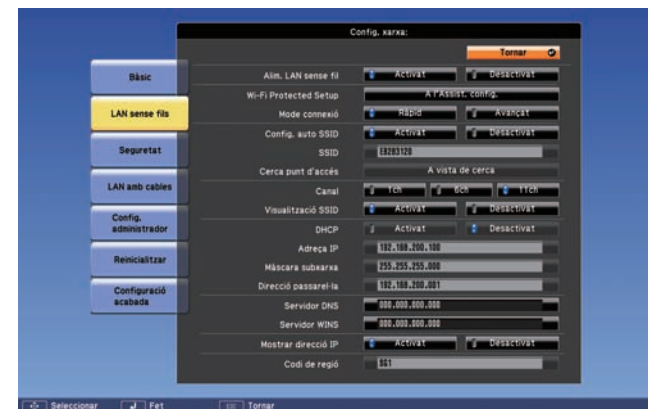 Config. xarxa:
Tornar
Bàsic
LAN sense fils
Seguretat
LAN amb cables
Config.
administrador
Reinicialitzar
Configuració
acabada
Alim. LAN sense fil Activat Desactivat
Wi-Fi Protected Setup A l'Assist. config.
Mode connexió Ràpid Avançat
Config. auto SSID Activat Desactivat
SSID EB283120
Cerca punt d'accés A vista de cerca
Canal 1ch 6ch 11ch
Visualització SSID Activat Desactivat
DHCP Activat Desactivat
Adreça IP 192.168.200.100
Màscara subxarxa 255.255.255.000
Direcció passarel·la 192.168.200.001
Servidor DNS 000.000.000.000
Servidor WINS 000.000.000.000
Mostrar direcció IP Activat Desactivat
Codi de regió SG1
Seleccionar Fet Tornar